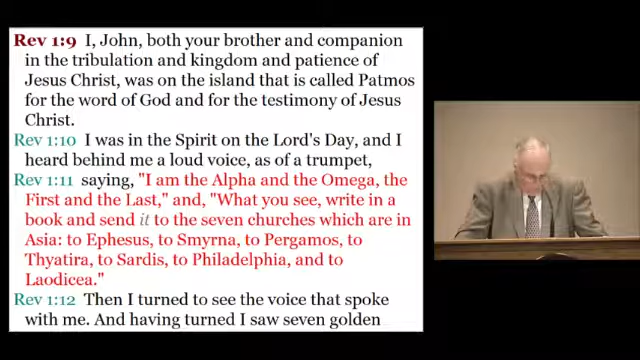 Rev 1:9 I, John, both your brother and companion
in the tribulation and kingdom and patience of
Jesus Christ, was on the island that is called Patmos
for the word of God and for the testimony of Jesus
Christ.
Rev 1:10 I was in the Spirit on the Lord's Day, and I
heard behind me a loud voice, as of a trumpet,
Rev 1:11 saying, "I am the Alpha and the Omega, the
First and the Last," and, "What you see, write in a
book and send it to the seven churches which are in
Asia: to Ephesus, to Smyrna, to Pergamos, to
Thyatira, to Sardis, to Philadelphia, and to
Laodicea."
Rev 1:12 Then I turned to see the voice that spoke
with me. And having turned I saw seven golden